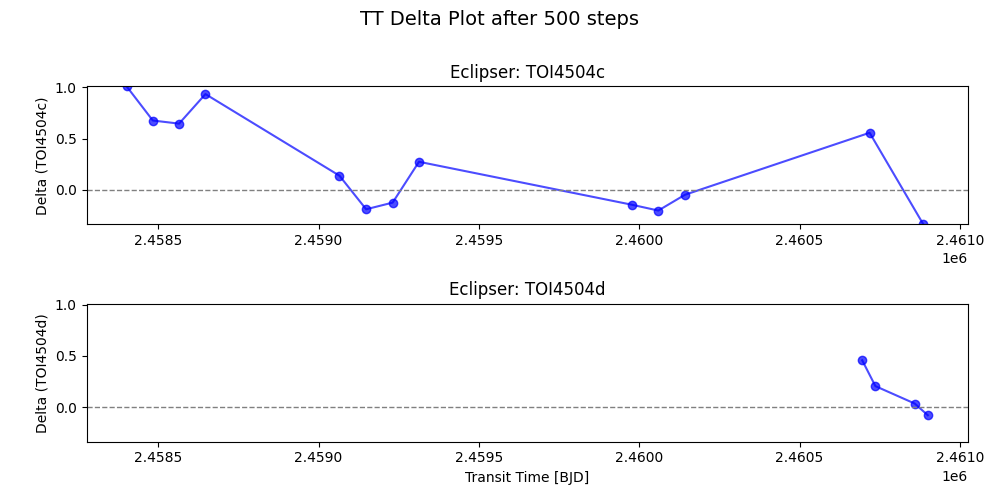 TT Delta Plot after 500 steps
Eclipser: TOI4504c
Delta (TOI4504c)
1.0
0.5
0.0
2.4585 2.4590 2.4595 2.4600 2.4605 2.4610
1e6
Eclipser: TOI4504d
Delta (TOI4504d)
1.0
0.5
0.0
2.4585 2.4590 2.4595 2.4600 2.4605 2.4610
1e6
Transit Time [BJD]